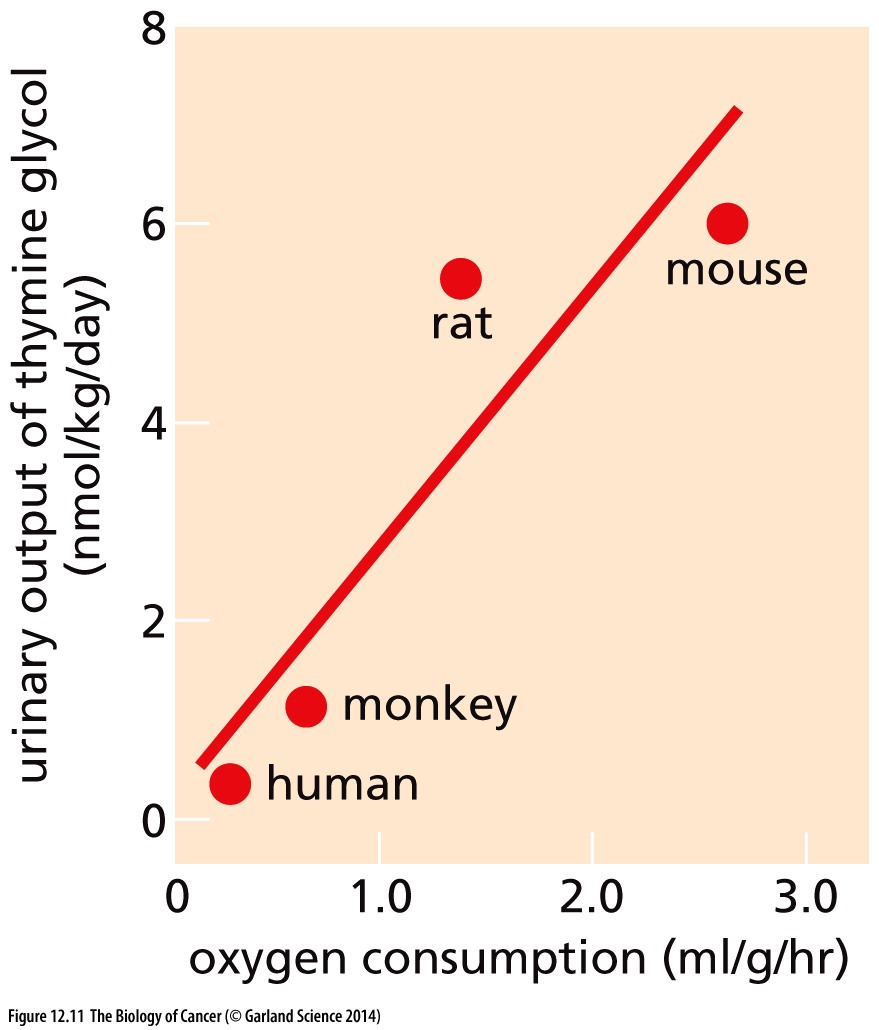 urinary output of thymine glycol
(nmol/kg/day)
8
6
4
2
0
rat
mouse
monkey
human
0
1.0
2.0
3.0
oxygen consumption (ml/g/hr)
Figure 12.11 The Biology of Cancer (© Garland Science 2014)